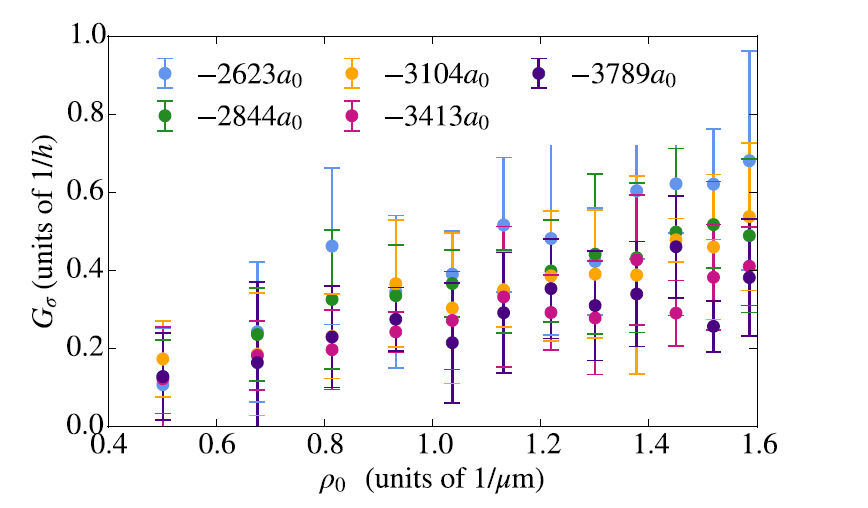 1.0
0.8
0.6
0.4
0.2
0.0
G_σ (units of 1/h)
−2623a₀
−3104a₀
−3789a₀
−2844a₀
−3413a₀
0.4 0.6 0.8 1.0 1.2 1.4 1.6
ρ₀ (units of 1/μm)